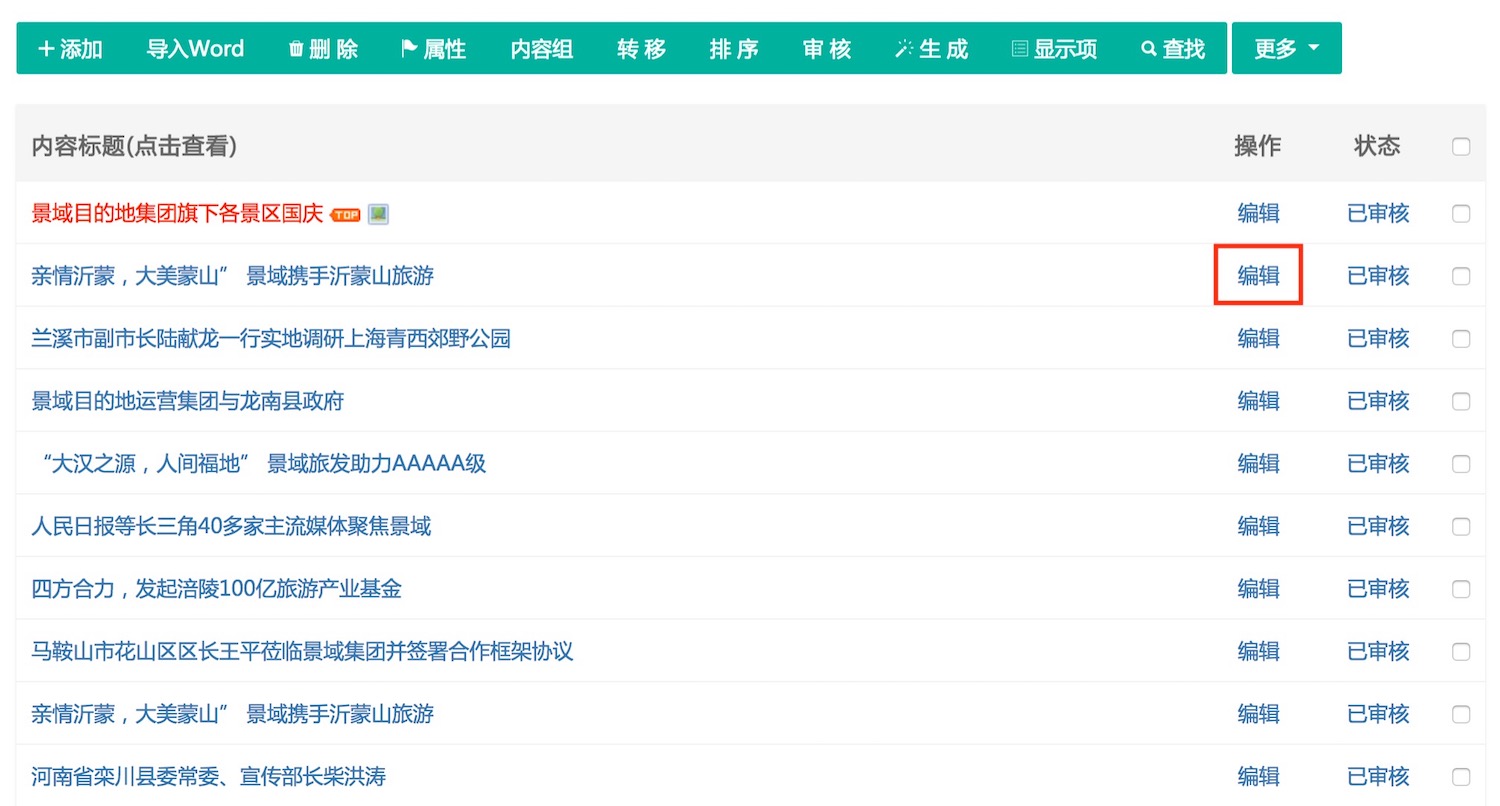 添加 导入Word 删 除 属性 内容组 转 移 排 序 审 核 生 成 显示项 查找 更多
内容标题(点击查看) 操作 状态
景域目的地集团旗下各景区国庆 TOP 编辑 已审核
亲情沂蒙，大美蒙山” 景域携手沂蒙山旅游 编辑 已审核
兰溪市副市长陆献龙一行实地调研上海青西郊野公园 编辑 已审核
景域目的地运营集团与龙南县政府 编辑 已审核
“大汉之源，人间福地” 景域旅发助力AAAAA级 编辑 已审核
人民日报等长三角40多家主流媒体聚焦景域 编辑 已审核
四方合力，发起涪陵100亿旅游产业基金 编辑 已审核
马鞍山市花山区区长王平莅临景域集团并签署合作框架协议 编辑 已审核
亲情沂蒙，大美蒙山” 景域携手沂蒙山旅游 编辑 已审核
河南省栾川县委常委、宣传部长柴洪涛 编辑 已审核